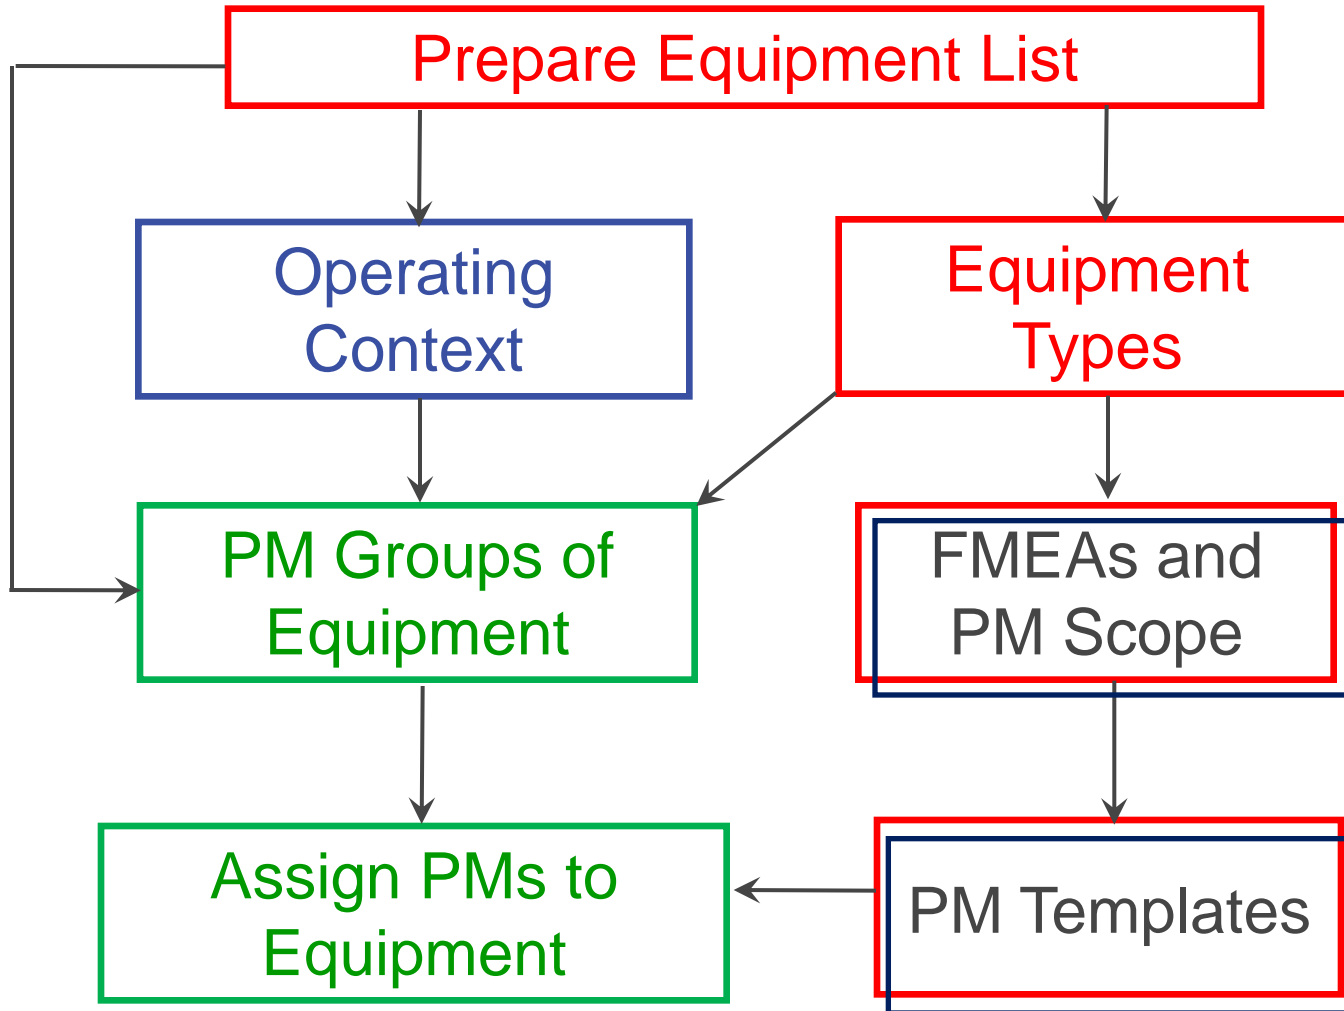 Prepare Equipment List
Operating
Context
Equipment
Types
PM Groups of
Equipment
FMEAs and
PM Scope
Assign PMs to
Equipment
PM Templates